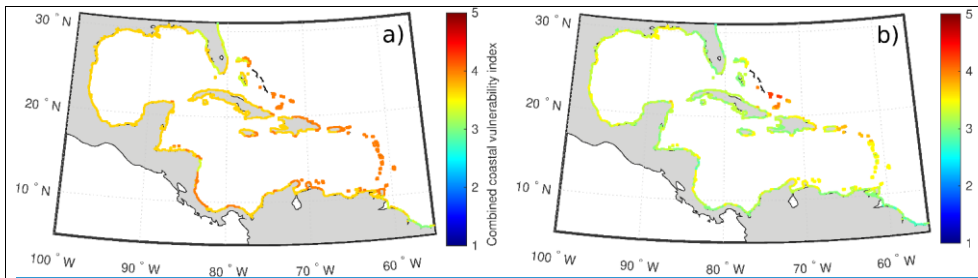 a)
30° N
20° N
10° N
100° W
90° W
80° W
70° W
60° W
5
4
3
2
1
Combined coastal vulnerability index
b)
30° N
20° N
10° N
100° W
90° W
80° W
70° W
60° W
5
4
3
2
1